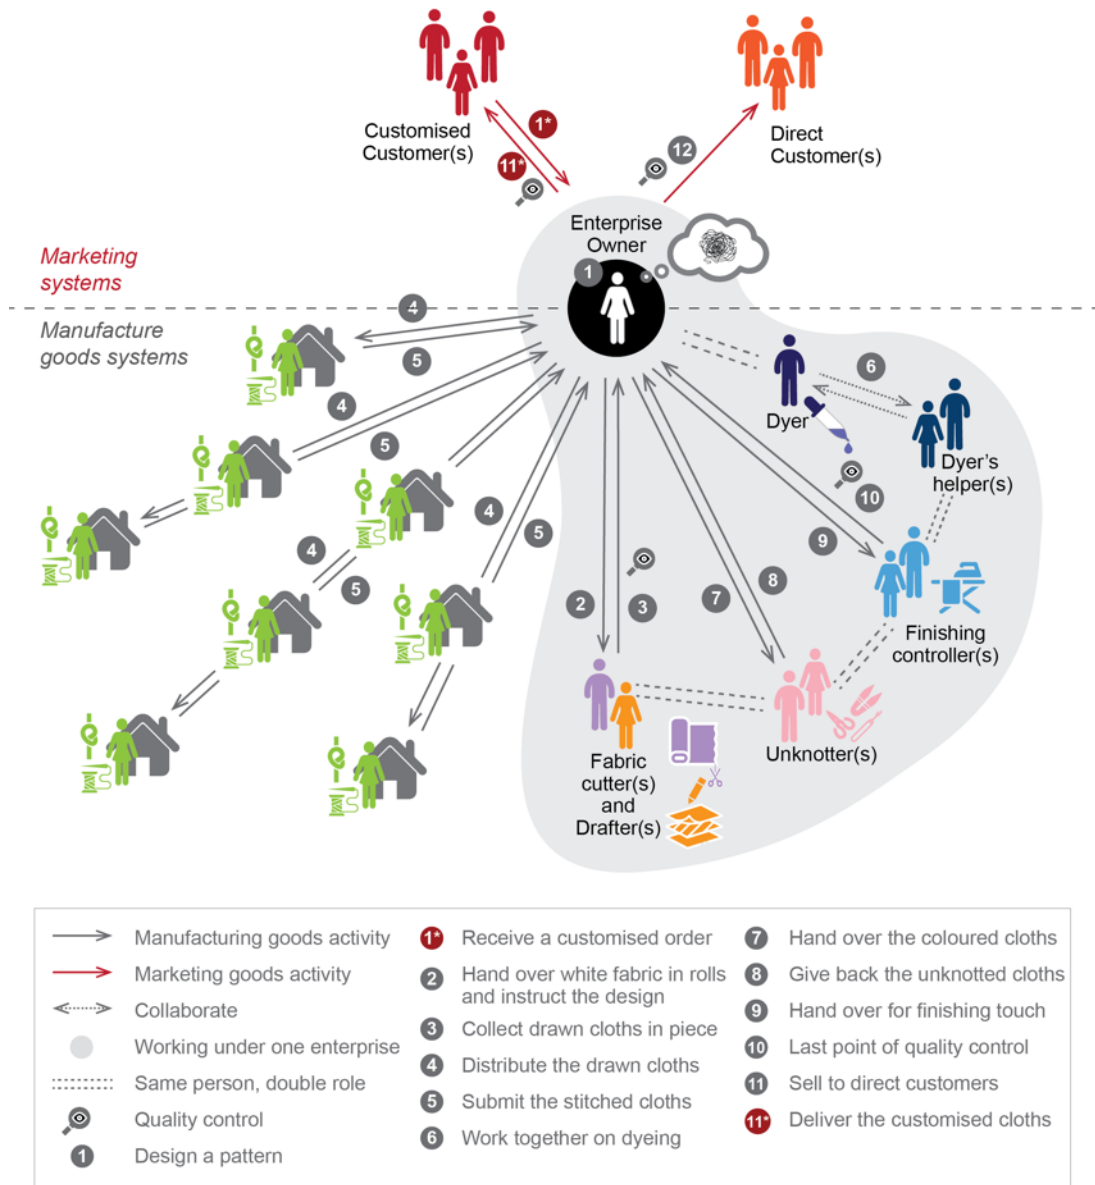 Customised
Customer(s)
1*
11*
12
Direct
Customer(s)
Enterprise
Owner
1
Marketing
systems
Manufacture
goods systems
4
5
4
5
4
5
4
5
6
Dyer
Dyer's
helper(s)
10
9
2
3
7
8
Finishing
controller(s)
Unknotter(s)
Fabric
cutter(s)
and
Drafter(s)
Manufacturing goods activity
Marketing goods activity
Collaborate
Working under one enterprise
Same person, double role
Quality control
1 Design a pattern
1* Receive a customised order
2 Hand over white fabric in rolls
and instruct the design
3 Collect drawn cloths in piece
4 Distribute the drawn cloths
5 Submit the stitched cloths
6 Work together on dyeing
7 Hand over the coloured cloths
8 Give back the unknotted cloths
9 Hand over for finishing touch
10 Last point of quality control
11 Sell to direct customers
11* Deliver the customised cloths